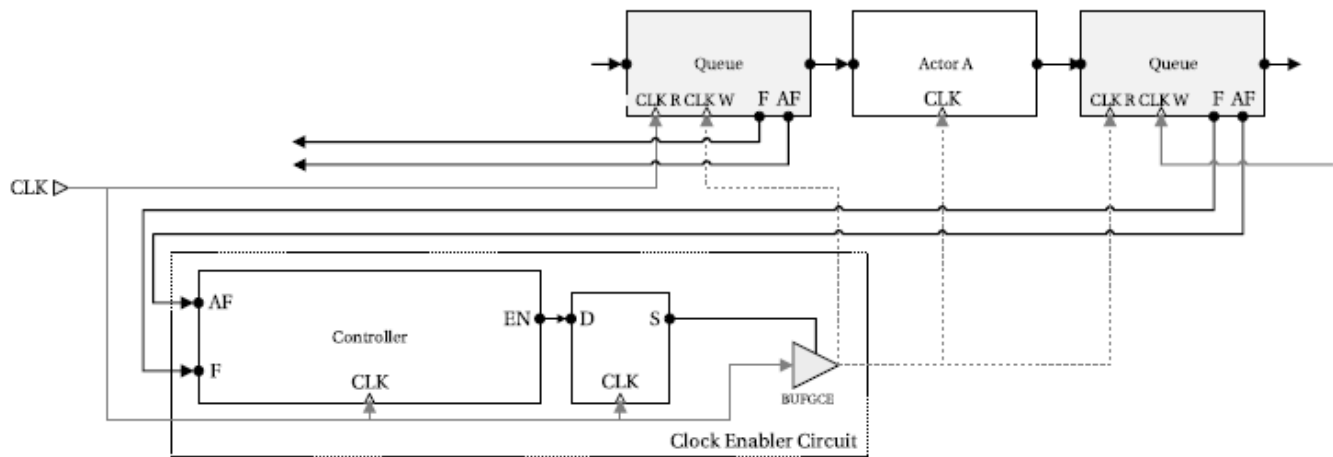 Queue
Actor A
Queue
CLK R CLK W F AF
CLK
CLK R CLK W F AF
CLK
AF
EN
D
S
Controller
F
CLK
CLK
BUFGCE
Clock Enabler Circuit